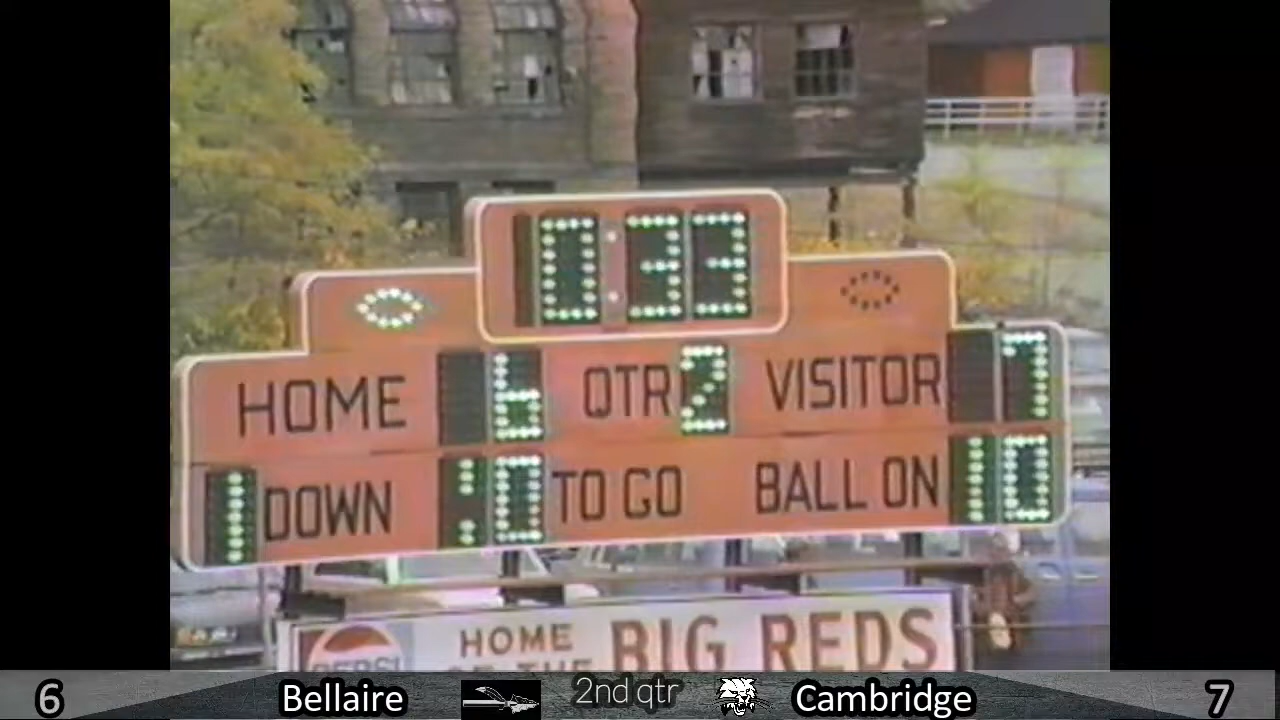 0:33
HOME 6 QTR 2 VISITOR 7
1 DOWN 10 TO GO BALL ON 10
PEPSI HOME OF THE BIG REDS
6 Bellaire 2nd qtr Cambridge 7